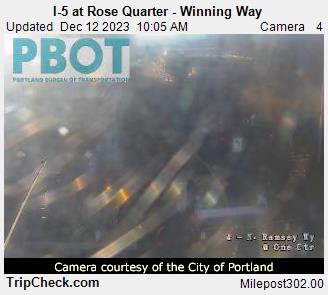 I-5 at Rose Quarter - Winning Way
Updated Dec 12 2023 10:05 AM Camera 4
PBOT
PORTLAND BUREAU OF TRANSPORTATION
& - N. Ramsey Wy
W One Ctr
Camera courtesy of the City of Portland
TripCheck.com Milepost302.00